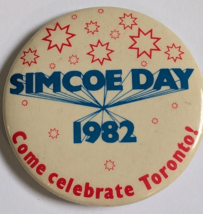 SIMCOE DAY
1982
Come celebrate Toronto!